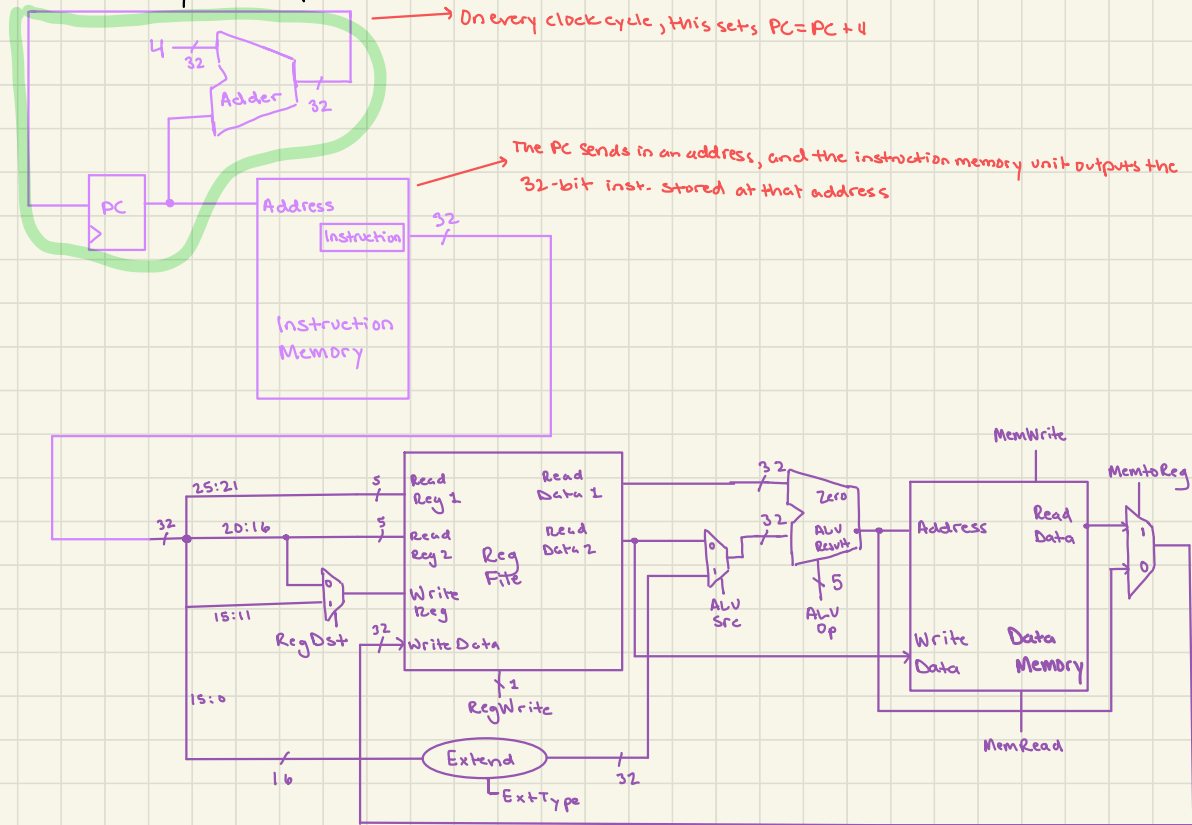 On every clock cycle, this sets PC = PC + 4
4
32
Adder
32
The PC sends in an address, and the instruction memory unit outputs the
32-bit inst. stored at that address
PC
Address
32
Instruction
Instruction
Memory
MemWrite
MemtoReg
25:21
5
Read
Reg 1
Read
Data 1
32
Zero
32
20:16
5
Read
Reg 2
Read
Data 2
Reg
File
0
1
32
ALU
Result
Address
Read
Data
1
0
0
1
Write
Reg
15:11
RegDst
32
Write Data
ALU
Src
5
ALU
Op
Write
Data
Data
Memory
15:0
1
RegWrite
MemRead
16
Extend
32
ExtType